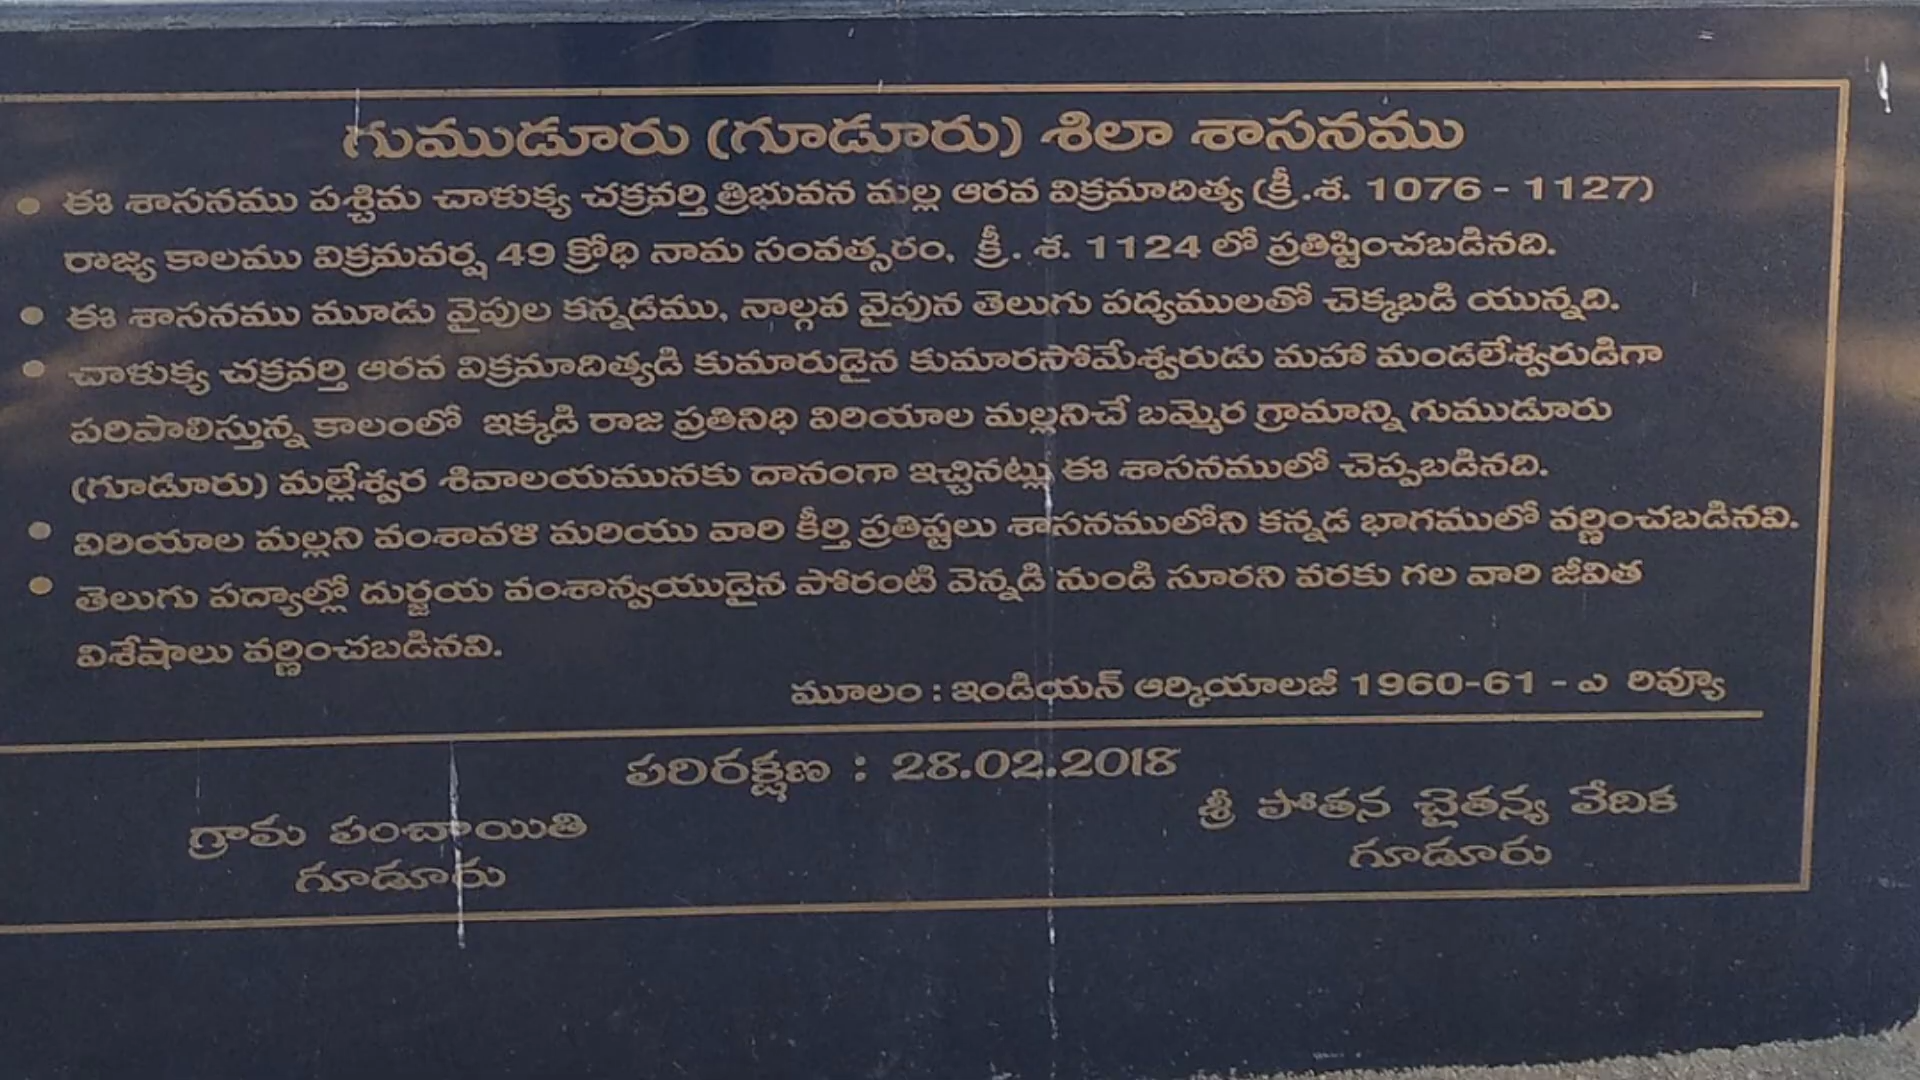 గుముడూరు (గూడూరు) శిలా శాసనము
• ఈ శాసనము పశ్చిమ చాళుక్య చక్రవర్తి త్రిభువన మల్ల ఆరవ విక్రమాదిత్య (క్రీ.శ. 1076 - 1127)
రాజ్య కాలము విక్రమవర్ష 49 క్రోధి నామ సంవత్సరం, క్రీ. శ. 1124 లో ప్రతిష్టించబడినది.
• ఈ శాసనము మూడు వైపుల కన్నడము, నాల్గవ వైపున తెలుగు పద్యములతో చెక్కబడి యున్నది.
• చాళుక్య చక్రవర్తి ఆరవ విక్రమాదిత్యడి కుమారుడైన కుమారసోమేశ్వరుడు మహా మండలేశ్వరుడిగా
పరిపాలిస్తున్న కాలంలో ఇక్కడి రాజ ప్రతినిధి విరియాల మల్లనిచే బమ్మెర గ్రామాన్ని గుముడూరు
(గూడూరు) మల్లేశ్వర శివాలయమునకు దానంగా ఇచ్చినట్లు ఈ శాసనములో చెప్పబడినది.
• విరియాల మల్లని వంశావళి మరియు వారి కీర్తి ప్రతిష్టలు శాసనములోని కన్నడ భాగములో వర్ణించబడినవి.
• తెలుగు పద్యాల్లో దుర్జయ వంశాన్వయుడైన పోరంటి వెన్నడి నుండి సూరని వరకు గల వారి జీవిత
విశేషాలు వర్ణించబడినవి.
మూలం : ఇండియన్ ఆర్కియాలజీ 1960-61 - ఎ రివ్యూ
పరిరక్షణ : 28.02.2018
గ్రామ పంచాయితి
గూడూరు
శ్రీ పోతన చైతన్య వేదిక
గూడూరు